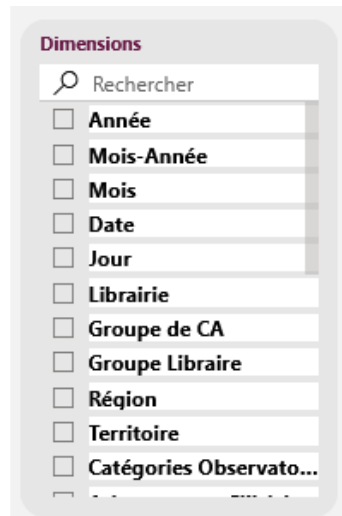 Dimensions
Rechercher
Année
Mois-Année
Mois
Date
Jour
Librairie
Groupe de CA
Groupe Libraire
Région
Territoire
Catégories Observato...